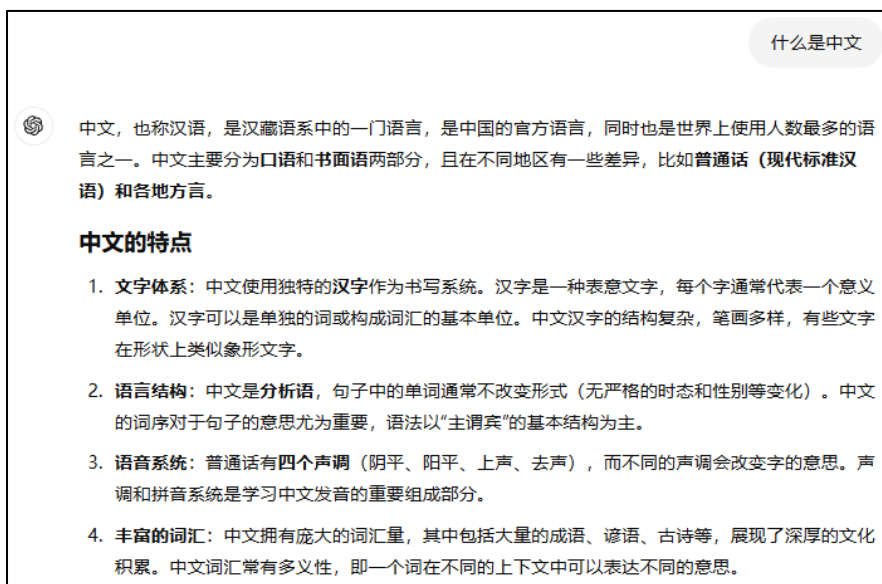 什么是中文
中文，也称汉语，是汉藏语系中的一门语言，是中国的官方语言，同时也是世界上使用人数最多的语
言之一。中文主要分为口语和书面语两部分，且在不同地区有一些差异，比如普通话（现代标准汉
语）和各地方言。
中文的特点
1. 文字体系：中文使用独特的汉字作为书写系统。汉字是一种表意文字，每个字通常代表一个意义
单位。汉字可以是单独的词或构成词汇的基本单位。中文汉字的结构复杂，笔画多样，有些文字
在形状上类似象形文字。
2. 语言结构：中文是分析语，句子中的单词通常不改变形式（无严格的时态和性别等变化）。中文
的词序对于句子的意思尤为重要，语法以“主谓宾”的基本结构为主。
3. 语音系统：普通话有四个声调（阴平、阳平、上声、去声），而不同的声调会改变字的意思。声
调和拼音系统是学习中文发音的重要组成部分。
4. 丰富的词汇：中文拥有庞大的词汇量，其中包括大量的成语、谚语、古诗等，展现了深厚的文化
积累。中文词汇常有多义性，即一个词在不同的上下文中可以表达不同的意思。